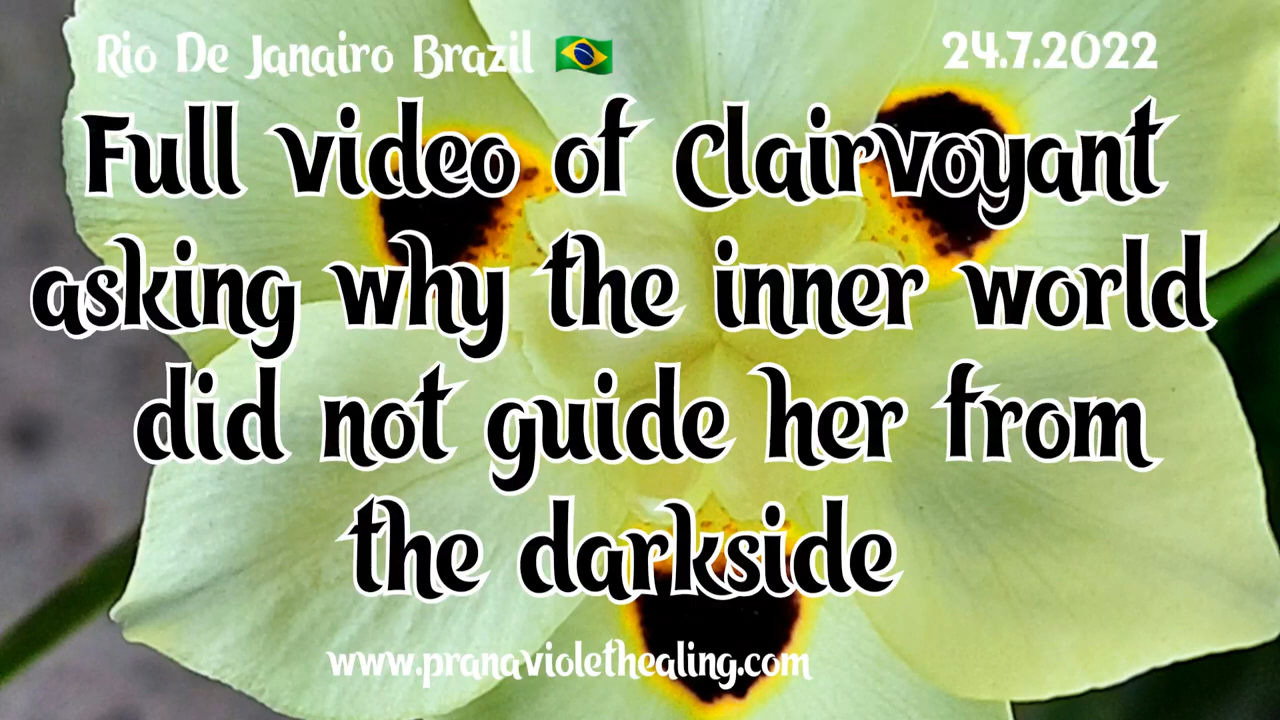 Rio De Janairo Brazil 🇧🇷 24.7.2022
Full video of Clairvoyant
asking why the inner world
did not guide her from
the darkside
www.pranaviolethealing.com